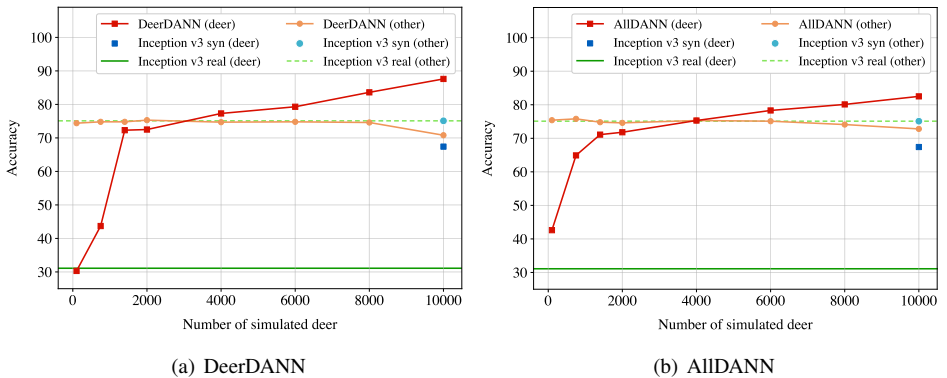 DeerDANN (deer)
DeerDANN (other)
Inception v3 syn (deer)
Inception v3 syn (other)
Inception v3 real (deer)
Inception v3 real (other)
100
90
80
70
60
50
40
30
Accuracy
0 2000 4000 6000 8000 10000
Number of simulated deer
(a) DeerDANN
AllDANN (deer)
AllDANN (other)
Inception v3 syn (deer)
Inception v3 syn (other)
Inception v3 real (deer)
Inception v3 real (other)
100
90
80
70
60
50
40
30
Accuracy
0 2000 4000 6000 8000 10000
Number of simulated deer
(b) AllDANN